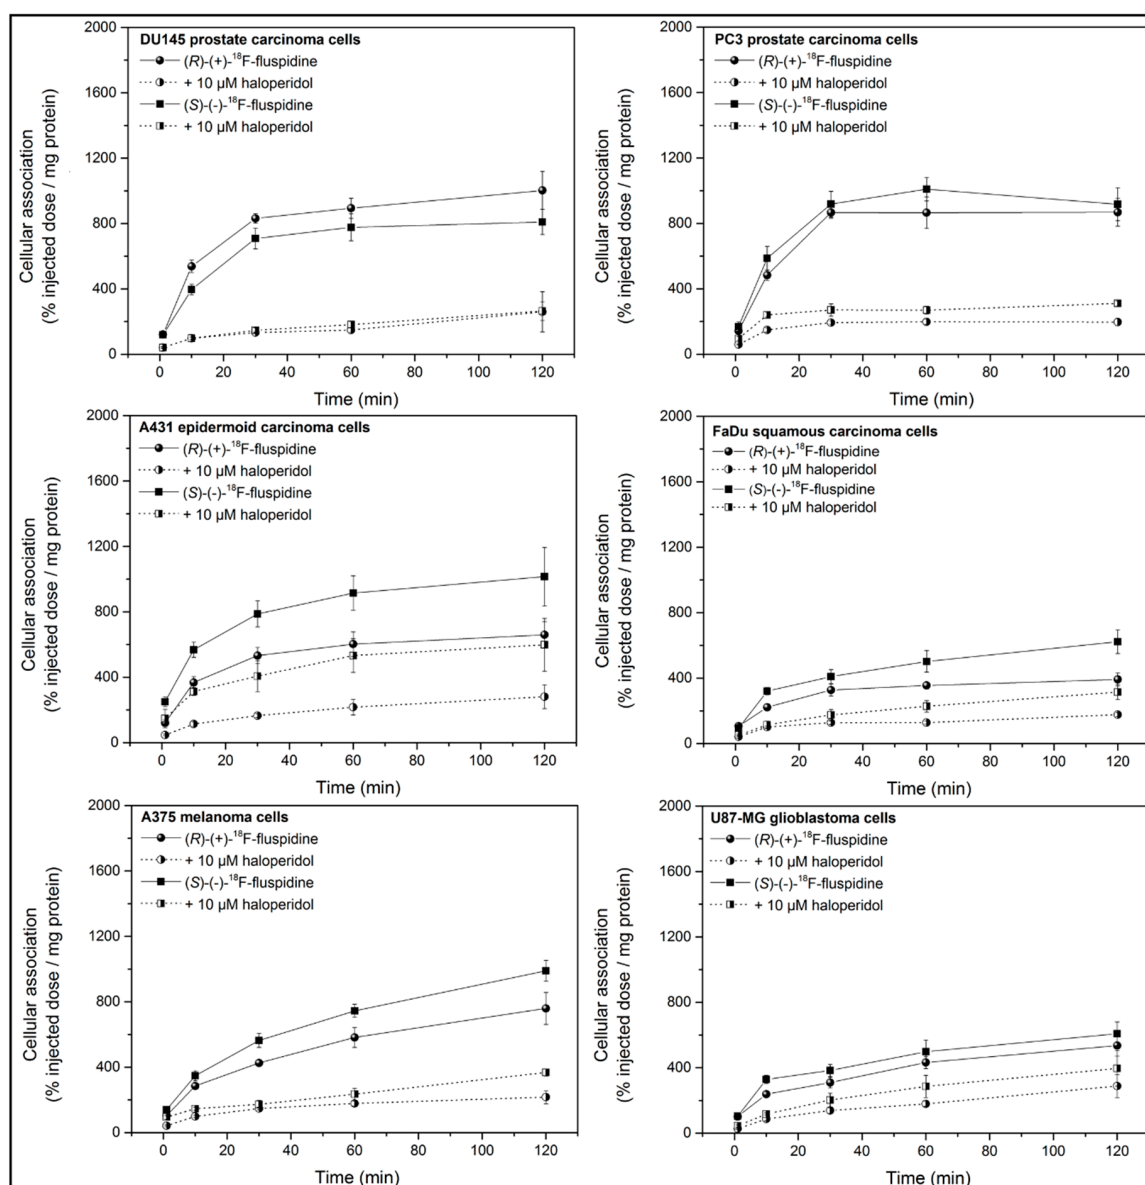 DU145 prostate carcinoma cells
(R)-(+)-¹⁸F-fluspidine
+ 10 µM haloperidol
(S)-(-)-¹⁸F-fluspidine
+ 10 µM haloperidol
2000
1600
1200
800
400
0
0 20 40 60 80 100 120
Time (min)
Cellular association
(% injected dose / mg protein)
PC3 prostate carcinoma cells
(R)-(+)-¹⁸F-fluspidine
+ 10 µM haloperidol
(S)-(-)-¹⁸F-fluspidine
+ 10 µM haloperidol
2000
1600
1200
800
400
0
0 20 40 60 80 100 120
Time (min)
Cellular association
(% injected dose / mg protein)
A431 epidermoid carcinoma cells
(R)-(+)-¹⁸F-fluspidine
+ 10 µM haloperidol
(S)-(-)-¹⁸F-fluspidine
+ 10 µM haloperidol
2000
1600
1200
800
400
0
0 20 40 60 80 100 120
Time (min)
Cellular association
(% injected dose / mg protein)
FaDu squamous carcinoma cells
(R)-(+)-¹⁸F-fluspidine
+ 10 µM haloperidol
(S)-(-)-¹⁸F-fluspidine
+ 10 µM haloperidol
2000
1600
1200
800
400
0
0 20 40 60 80 100 120
Time (min)
Cellular association
(% injected dose / mg protein)
A375 melanoma cells
(R)-(+)-¹⁸F-fluspidine
+ 10 µM haloperidol
(S)-(-)-¹⁸F-fluspidine
+ 10 µM haloperidol
2000
1600
1200
800
400
0
0 20 40 60 80 100 120
Time (min)
Cellular association
(% injected dose / mg protein)
U87-MG glioblastoma cells
(R)-(+)-¹⁸F-fluspidine
+ 10 µM haloperidol
(S)-(-)-¹⁸F-fluspidine
+ 10 µM haloperidol
2000
1600
1200
800
400
0
0 20 40 60 80 100 120
Time (min)
Cellular association
(% injected dose / mg protein)